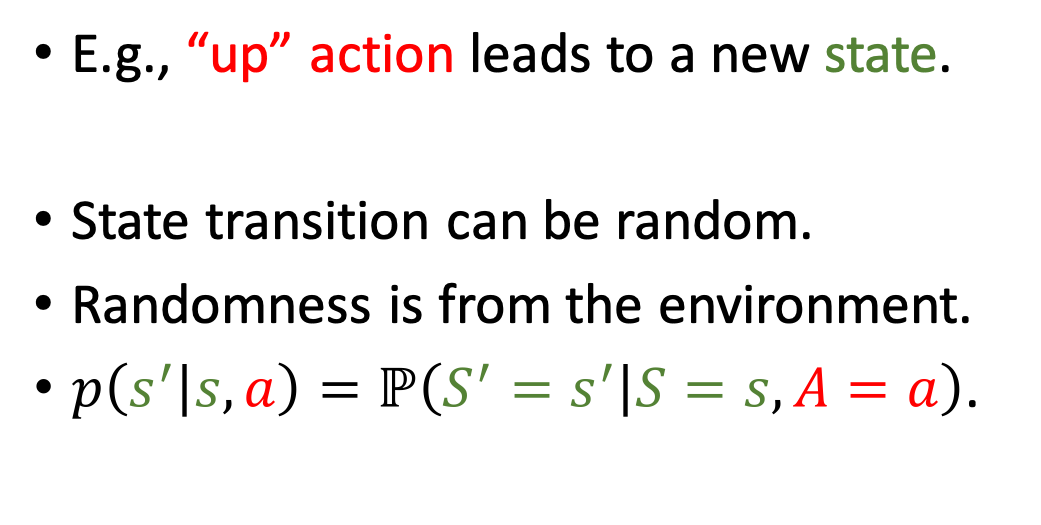 • E.g., “up” action leads to a new state.
• State transition can be random.
• Randomness is from the environment.
• p(s′|s, a) = ℙ(S′ = s′|S = s, A = a).